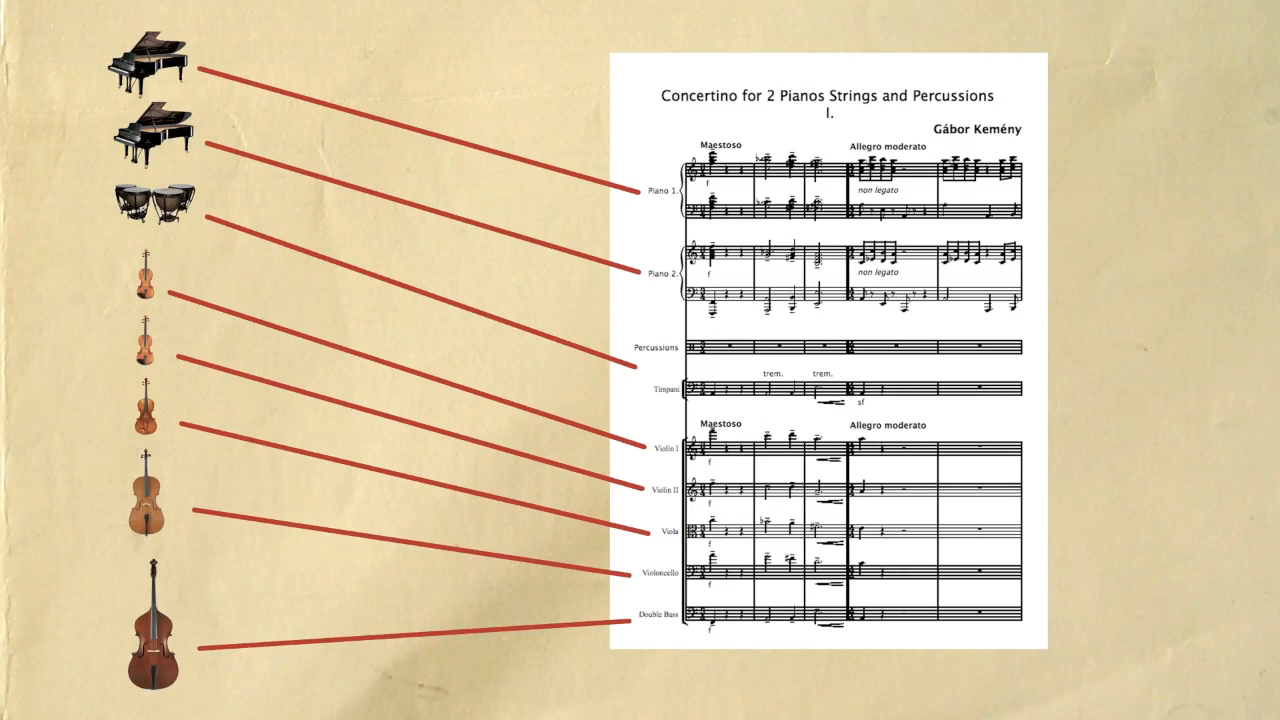 Concertino for 2 Pianos Strings and Percussions
I.
Gábor Kemény
Maestoso
Allegro moderato
Piano 1.
f
non legato
Piano 2.
f
non legato
Percussions
trem.
trem.
Timpani
sf
Maestoso
Allegro moderato
Violin I
f
Violin II
f
Viola
f
Violoncello
f
Double Bass
f